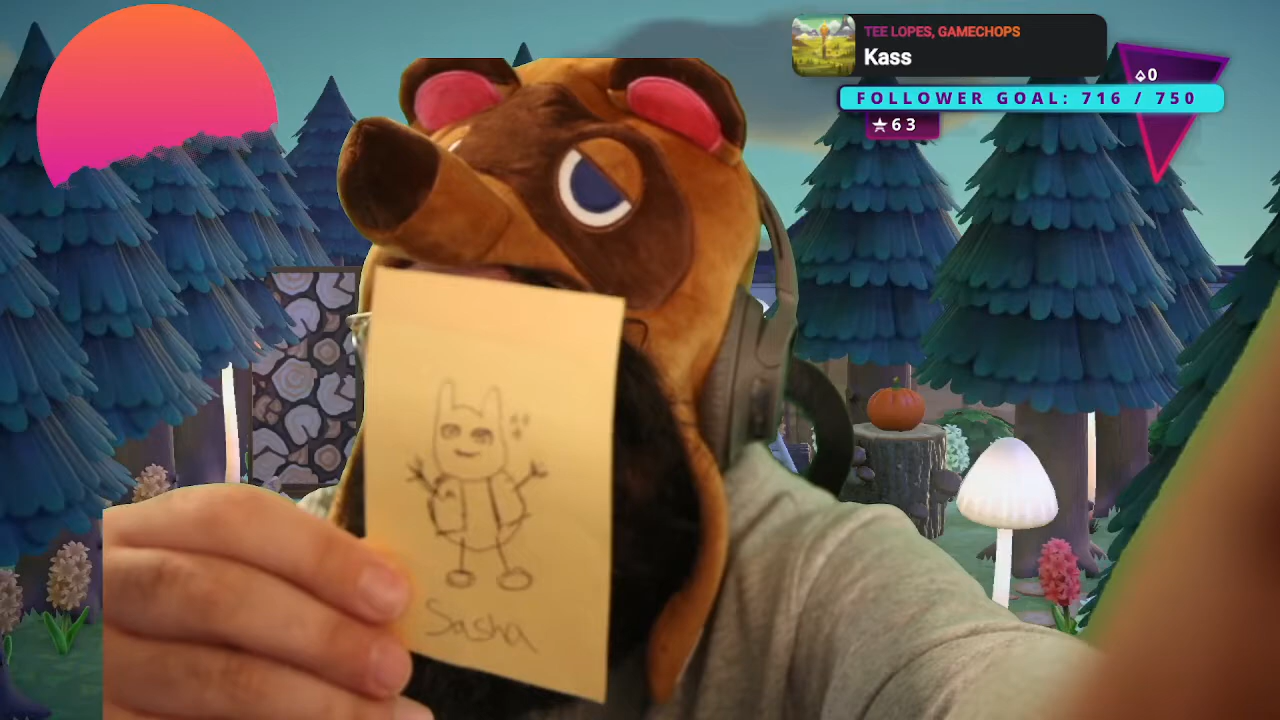 TEE LOPES, GAMECHOPS
Kass
0
FOLLOWER GOAL: 716 / 750
63
Sasha